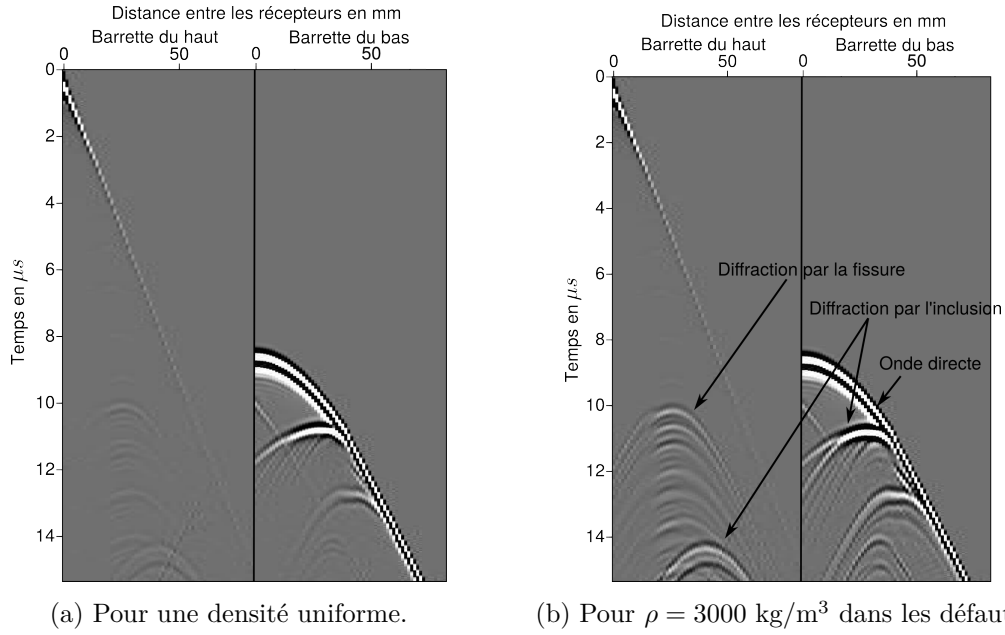 Distance entre les récepteurs en mm
Barrette du haut Barrette du bas
0 50 0 50
0
2
4
6
8
10
12
14
Temps en µs
(a) Pour une densité uniforme.
Distance entre les récepteurs en mm
Barrette du haut Barrette du bas
0 50 0 50
0
2
4
6
8
10
12
14
Temps en µs
Diffraction par la fissure
Diffraction par l'inclusion
Onde directe
(b) Pour ρ = 3000 kg/m³ dans les défau